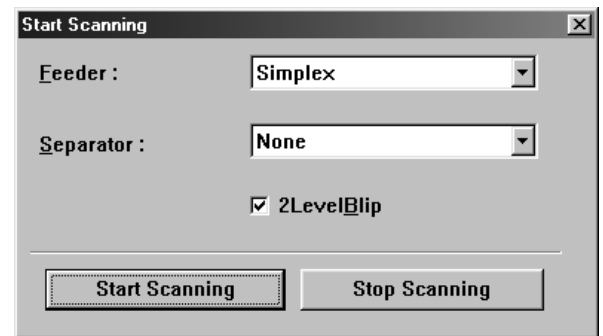 Start Scanning
Feeder : Simplex
Separator : None
2LevelBlip
Start Scanning Stop Scanning